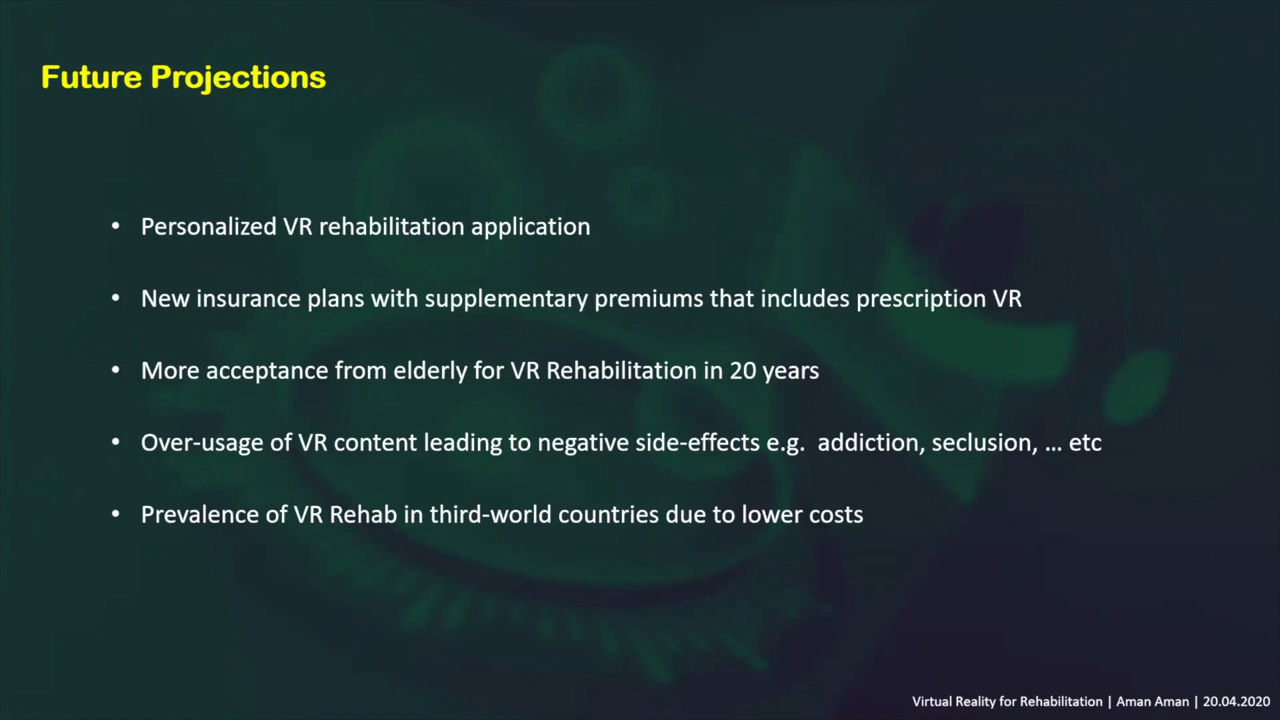 Future Projections
• Personalized VR rehabilitation application
• New insurance plans with supplementary premiums that includes prescription VR
• More acceptance from elderly for VR Rehabilitation in 20 years
• Over-usage of VR content leading to negative side-effects e.g.  addiction, seclusion, ... etc
• Prevalence of VR Rehab in third-world countries due to lower costs
Virtual Reality for Rehabilitation | Aman Aman | 20.04.2020